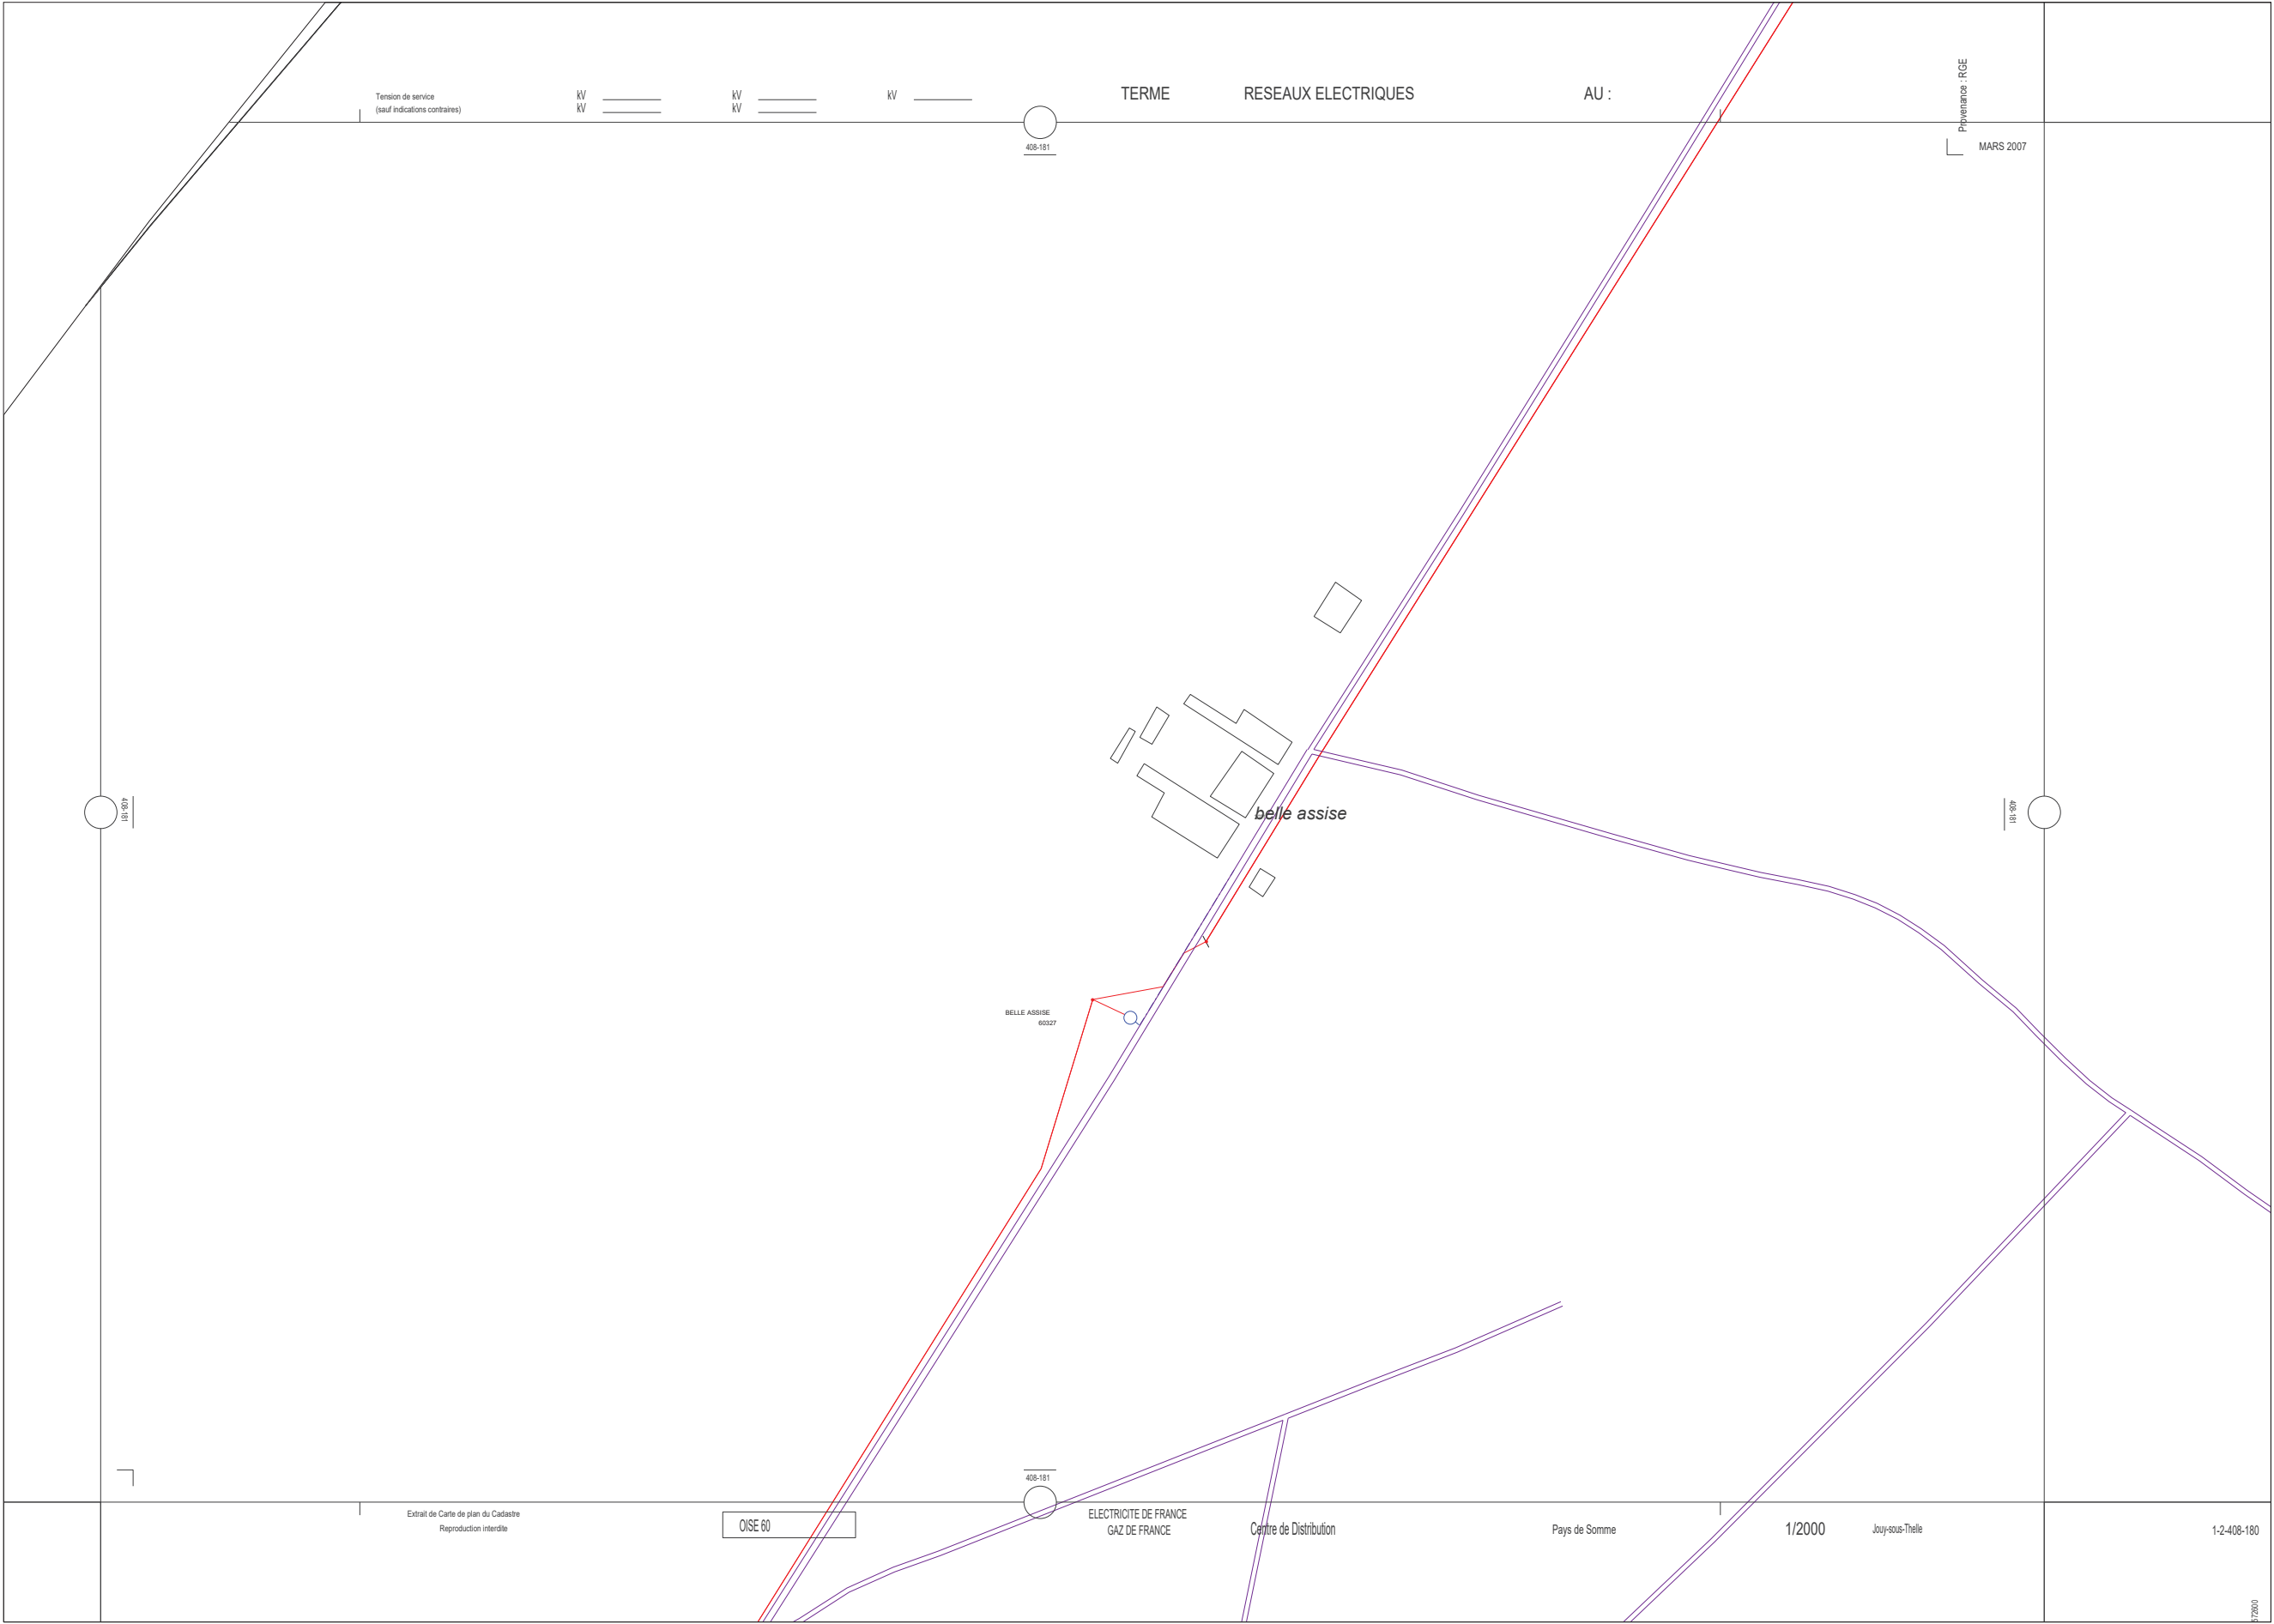 Tension de service
(sauf indications contraires)
kV
kV
kV
kV
kV
TERME
RESEAUX ELECTRIQUES
AU :
Provenance : RGE
MARS 2007
408-181
408-181
belle assise
408-181
BELLE ASSISE
60327
408-181
Extrait de Carte de plan du Cadastre
Reproduction interdite
OISE 60
ELECTRICITE DE FRANCE
GAZ DE FRANCE
Centre de Distribution
Pays de Somme
1/2000
Jouy-sous-Thelle
1-2-408-180